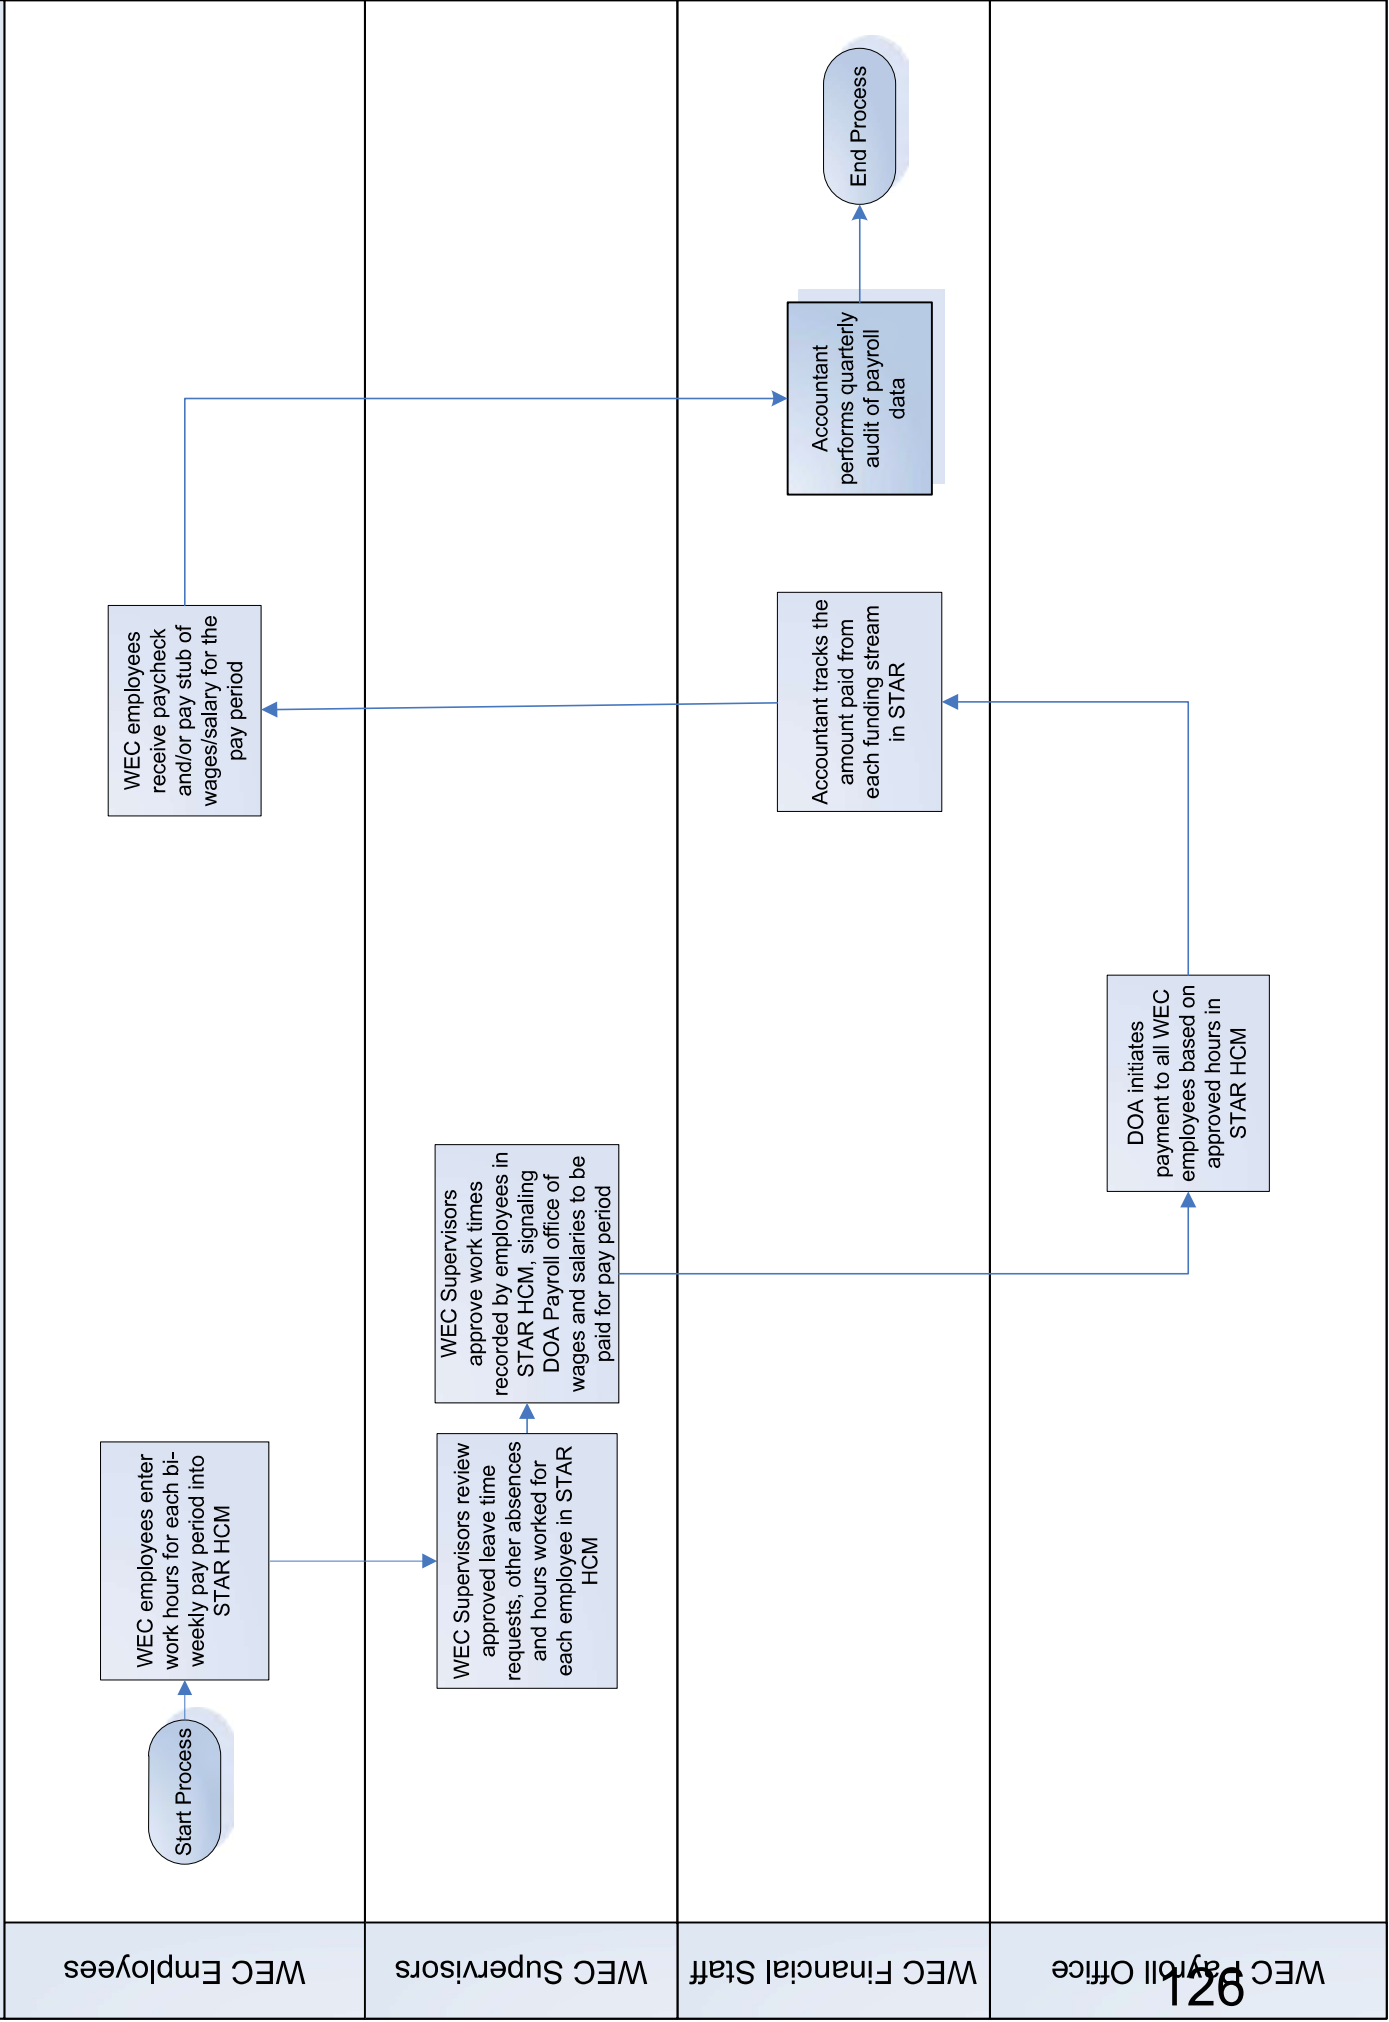 WEC Employees
Start Process
WEC employees enter
work hours for each bi-
weekly pay period into
STAR HCM
WEC employees
receive paycheck
and/or pay stub of
wages/salary for the
pay period
WEC Supervisors
WEC Supervisors review
approved leave time
requests, other absences
and hours worked for
each employee in STAR
HCM
WEC Supervisors
approve work times
recorded by employees in
STAR HCM, signaling
DOA Payroll office of
wages and salaries to be
paid for pay period
WEC Financial Staff
Accountant tracks the
amount paid from
each funding stream
in STAR
Accountant
performs quarterly
audit of payroll
data
End Process
WEC Payroll Office
DOA initiates
payment to all WEC
employees based on
approved hours in
STAR HCM
126